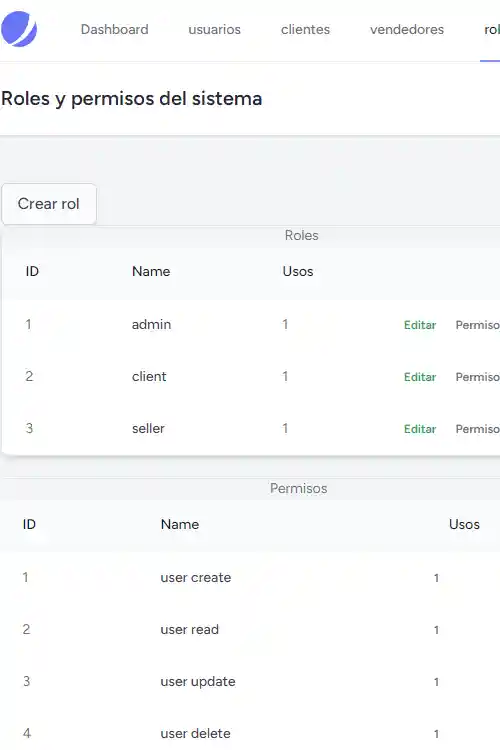 Dashboard usuarios clientes vendedores rol
Roles y permisos del sistema
Crear rol
Roles
ID Name Usos
1 admin 1 Editar Permiso
2 client 1 Editar Permiso
3 seller 1 Editar Permiso
Permisos
ID Name Usos
1 user create 1
2 user read 1
3 user update 1
4 user delete 1